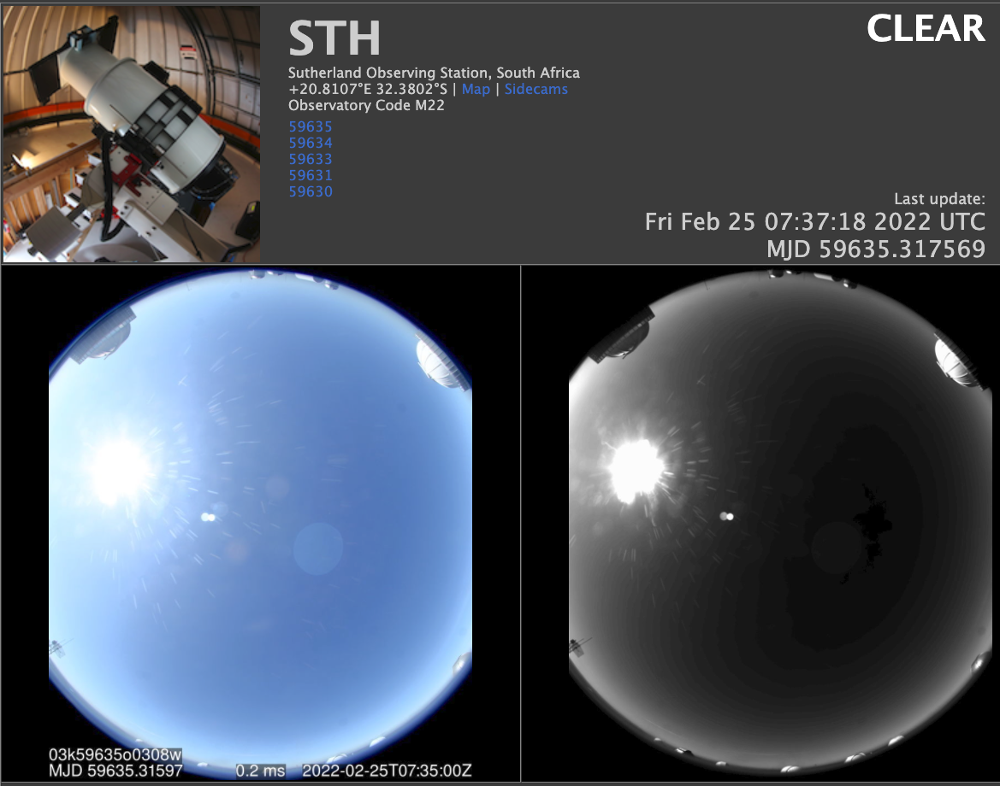 STH
CLEAR
Sutherland Observing Station, South Africa
+20.8107°E 32.3802°S | Map | Sidecams
Observatory Code M22
59635
59634
59633
59631
59630
Last update:
Fri Feb 25 07:37:18 2022 UTC
MJD 59635.317569
03k59635o0308w
MJD 59635.31597 0.2 ms 2022-02-25T07:35:00Z